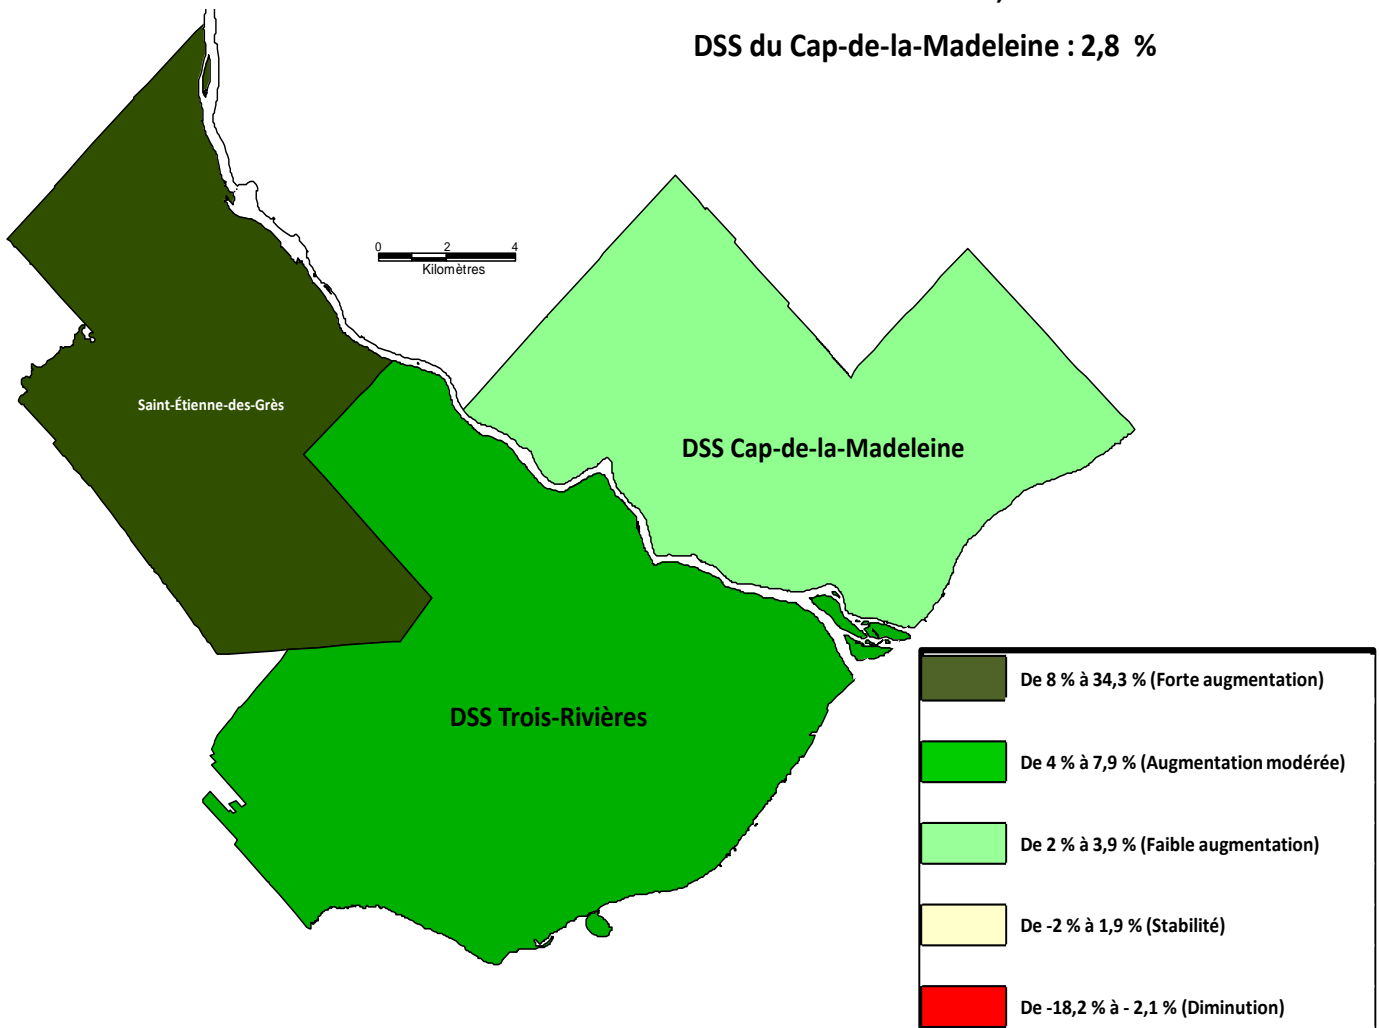 DSS du Cap-de-la-Madeleine : 2,8 %
0 2 4
Kilomètres
Saint-Étienne-des-Grès
DSS Cap-de-la-Madeleine
DSS Trois-Rivières
De 8 % à 34,3 % (Forte augmentation)
De 4 % à 7,9 % (Augmentation modérée)
De 2 % à 3,9 % (Faible augmentation)
De -2 % à 1,9 % (Stabilité)
De -18,2 % à - 2,1 % (Diminution)